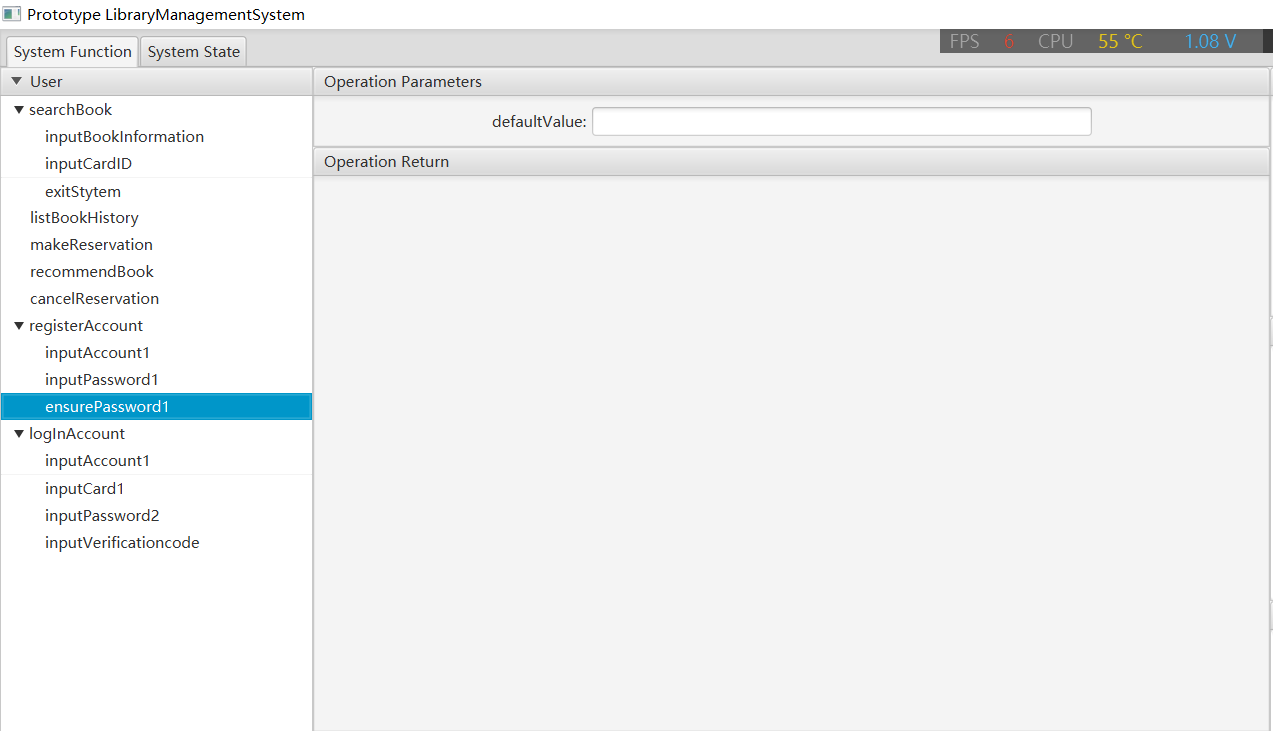 Prototype LibraryManagementSystem
FPS 6 CPU 55 °C 1.08 V
System Function System State
User
searchBook
inputBookInformation
inputCardID
exitStytem
listBookHistory
makeReservation
recommendBook
cancelReservation
registerAccount
inputAccount1
inputPassword1
ensurePassword1
logInAccount
inputAccount1
inputCard1
inputPassword2
inputVerificationcode
Operation Parameters
defaultValue:
Operation Return